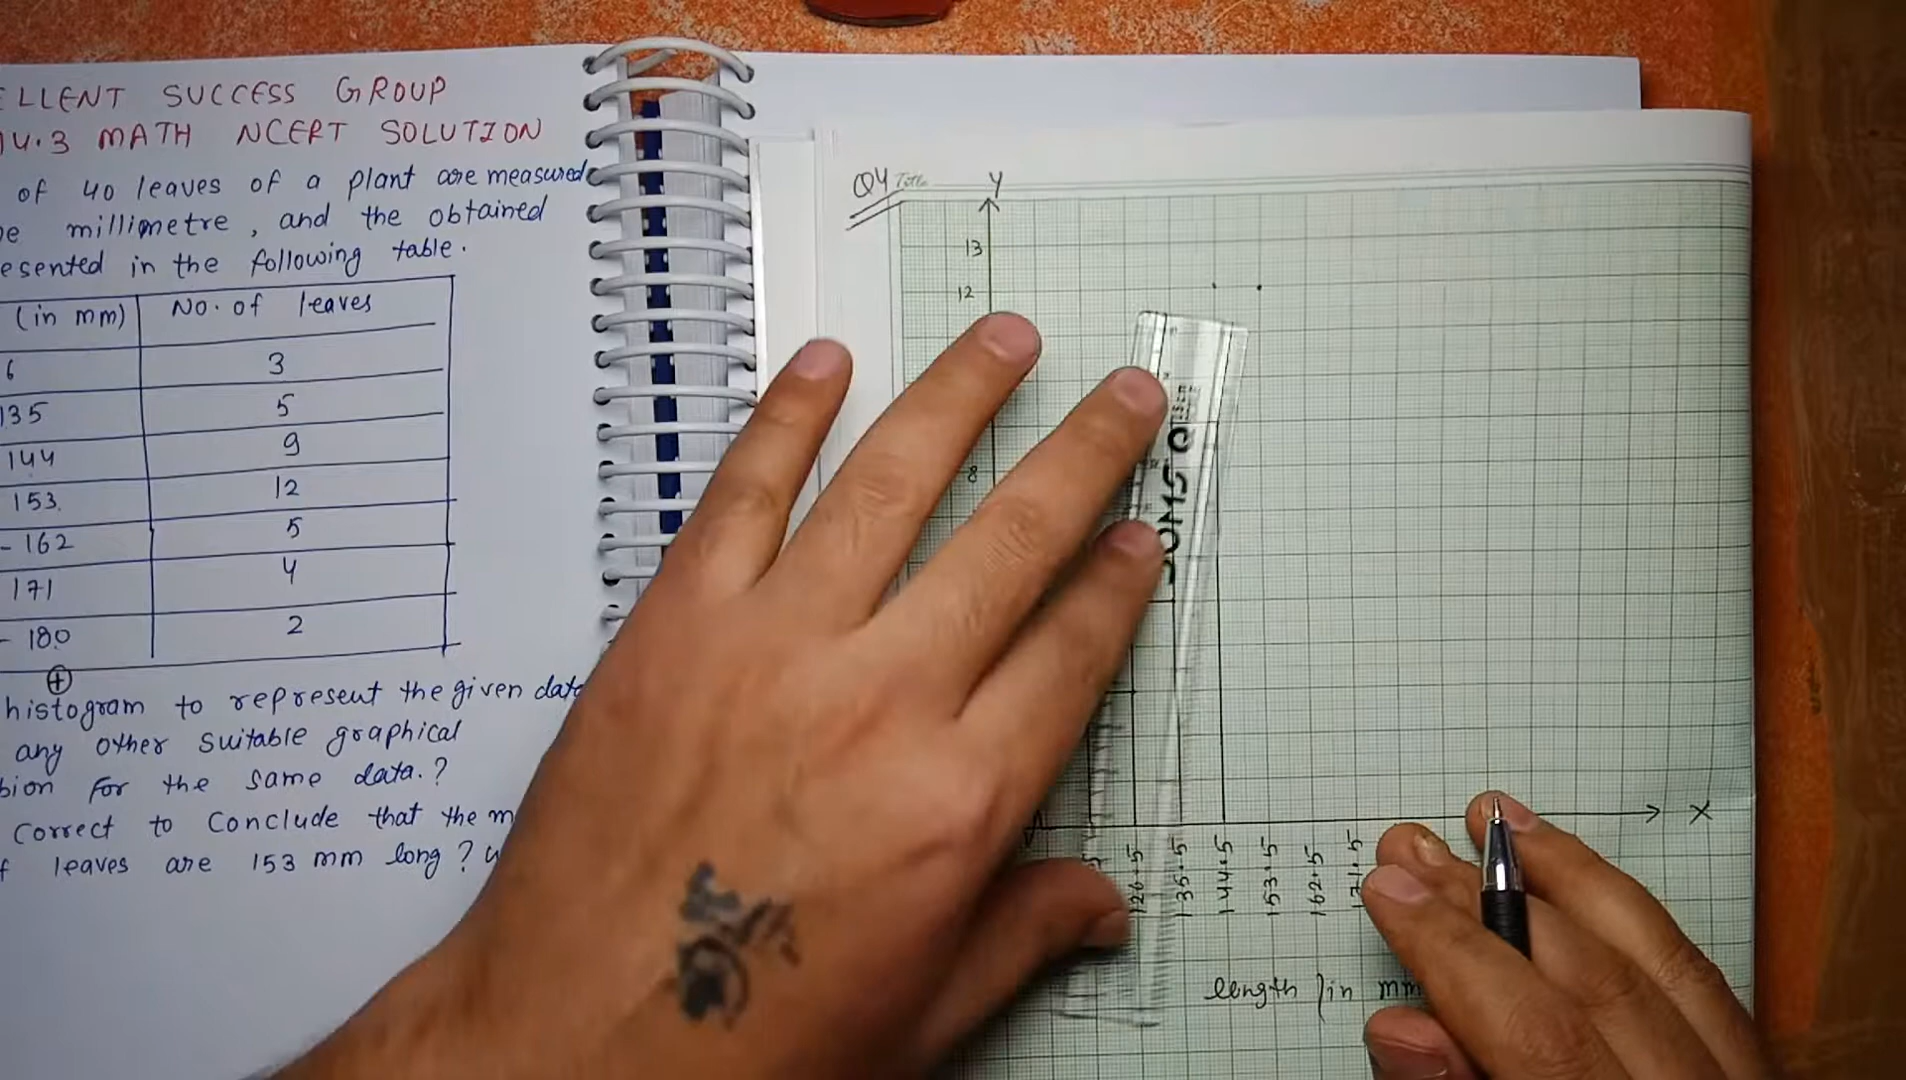 ELLENT SUCCESS GROUP
14.3 MATH NCERT SOLUTION
of 40 leaves of a plant are measured
millimetre, and the obtained
esented in the following table.
(in mm) No. of leaves
6 3
135 5
144 9
153. 12
- 162 5
171 4
- 180 2
histogram to represent the given data
any other suitable graphical
for the same data.?
correct to conclude that the m
leaves are 153 mm long?
Q4 Title
Y
13
12
8
X
126.5
135.5
144.5
153.5
162.5
171.5
length (in mm